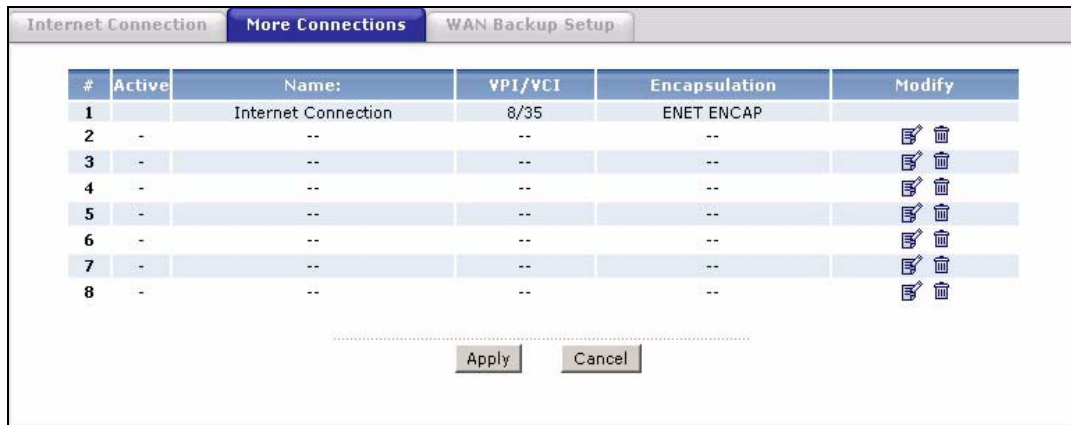 Internet Connection More Connections WAN Backup Setup
# Active Name: VPI/VCI Encapsulation Modify
1 Internet Connection 8/35 ENET ENCAP
2 - -- -- --
3 - -- -- --
4 - -- -- --
5 - -- -- --
6 - -- -- --
7 - -- -- --
8 - -- -- --
Apply Cancel